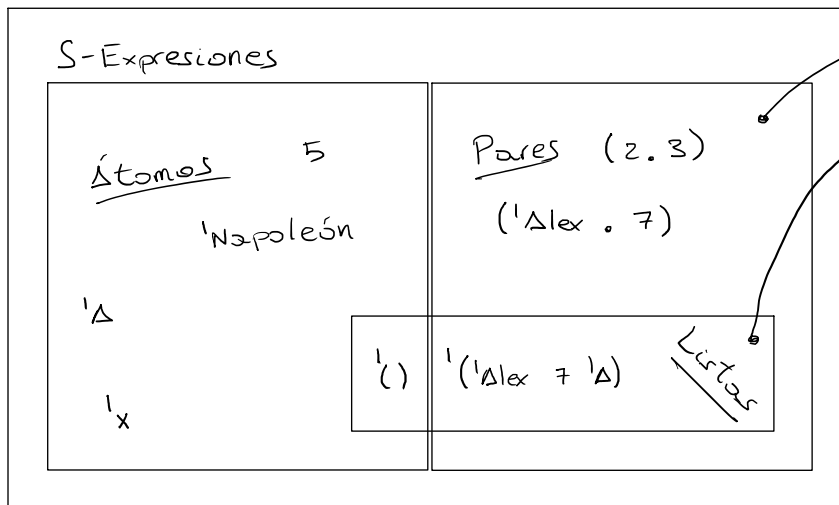 S-Expresiones
Átomos 5
'Napoleón
'A
'x
Pares (2.3)
('Alex . 7)
'() '('Alex 7 'A)
Listas